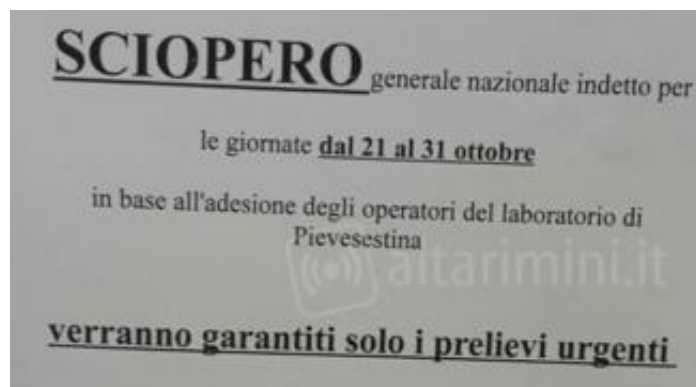 SCIOPERO generale nazionale indetto per
le giornate dal 21 al 31 ottobre
in base all'adesione degli operatori del laboratorio di
Pievesestina
altarimini.it
verranno garantiti solo i prelievi urgenti